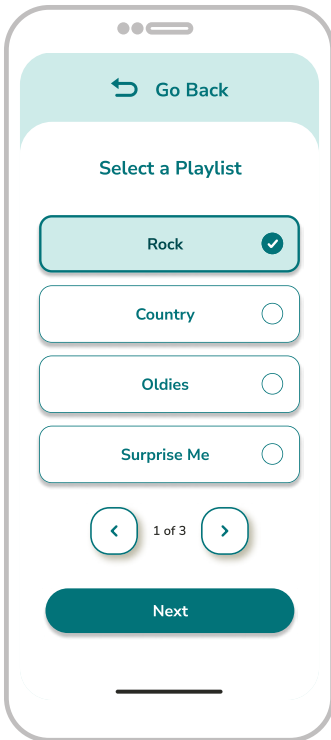 Go Back
Select a Playlist
Rock
Country
Oldies
Surprise Me
1 of 3
Next